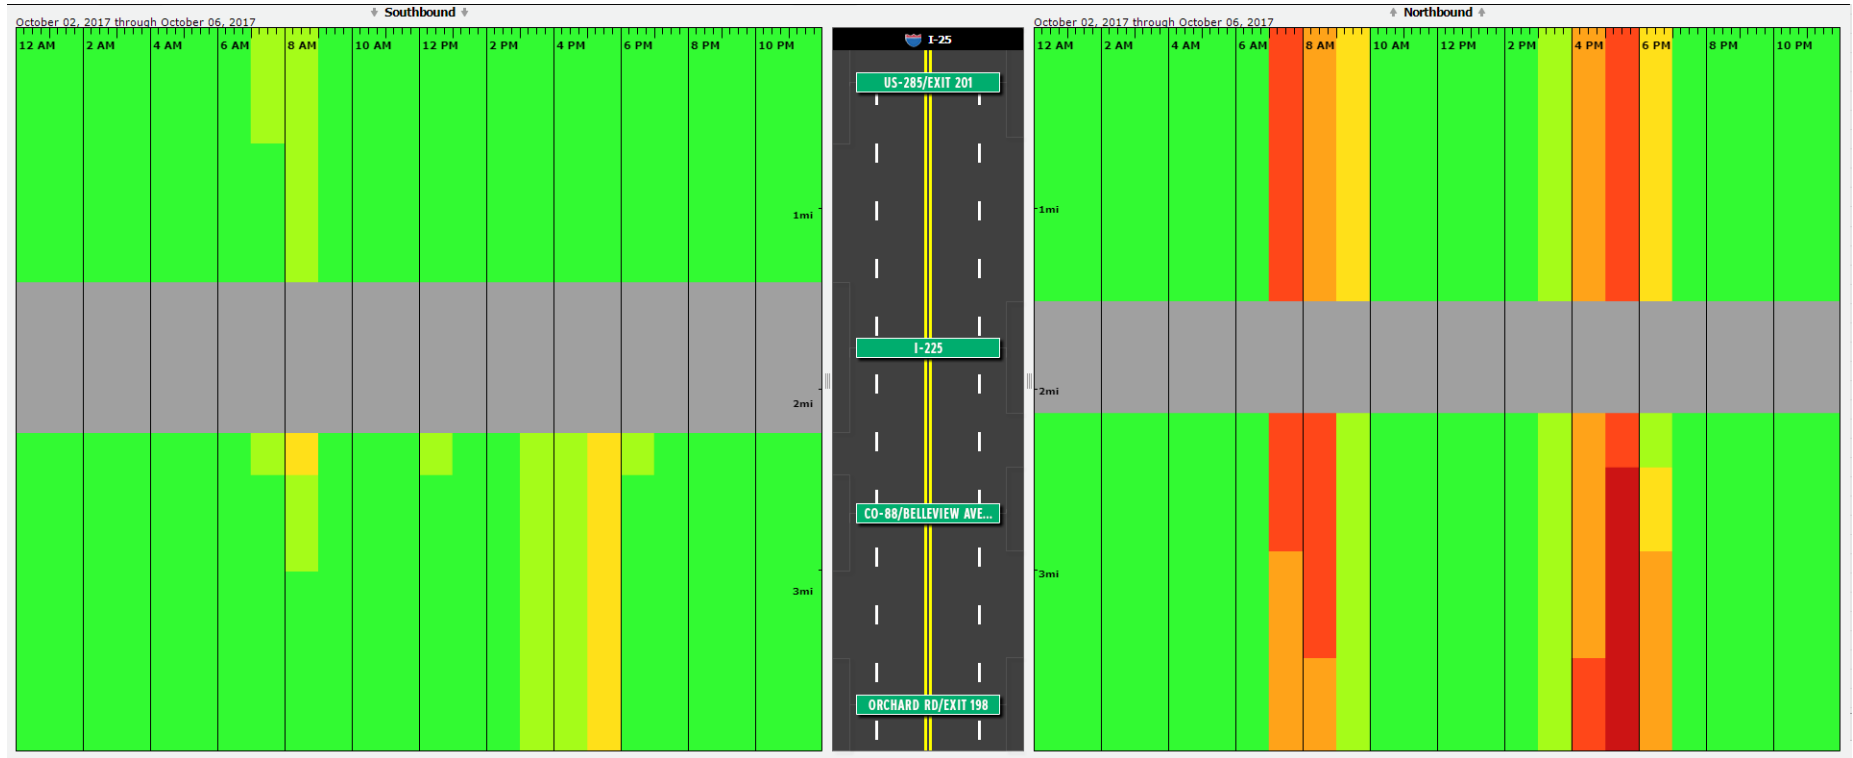 Southbound
October 02, 2017 through October 06, 2017
12 AM 2 AM 4 AM 6 AM 8 AM 10 AM 12 PM 2 PM 4 PM 6 PM 8 PM 10 PM
1mi
2mi
3mi
I-25
US-285/EXIT 201
I-225
CO-88/BELLEVIEW AVE...
ORCHARD RD/EXIT 198
Northbound
October 02, 2017 through October 06, 2017
12 AM 2 AM 4 AM 6 AM 8 AM 10 AM 12 PM 2 PM 4 PM 6 PM 8 PM 10 PM
1mi
2mi
3mi